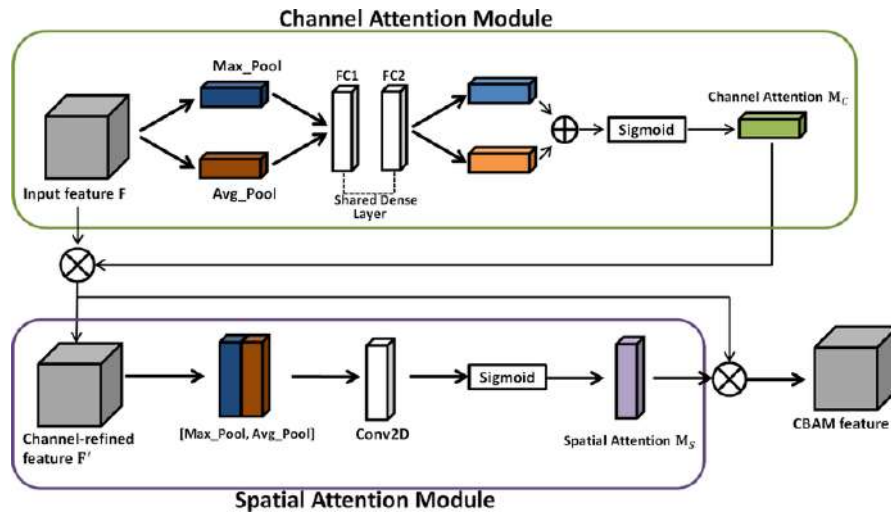 Channel Attention Module
Max_Pool
FC1
FC2
Channel Attention M_C
Sigmoid
Input feature F
Avg_Pool
Shared Dense
Layer
Sigmoid
Channel-refined
feature F'
[Max_Pool, Avg_Pool]
Conv2D
Spatial Attention M_S
CBAM feature
Spatial Attention Module